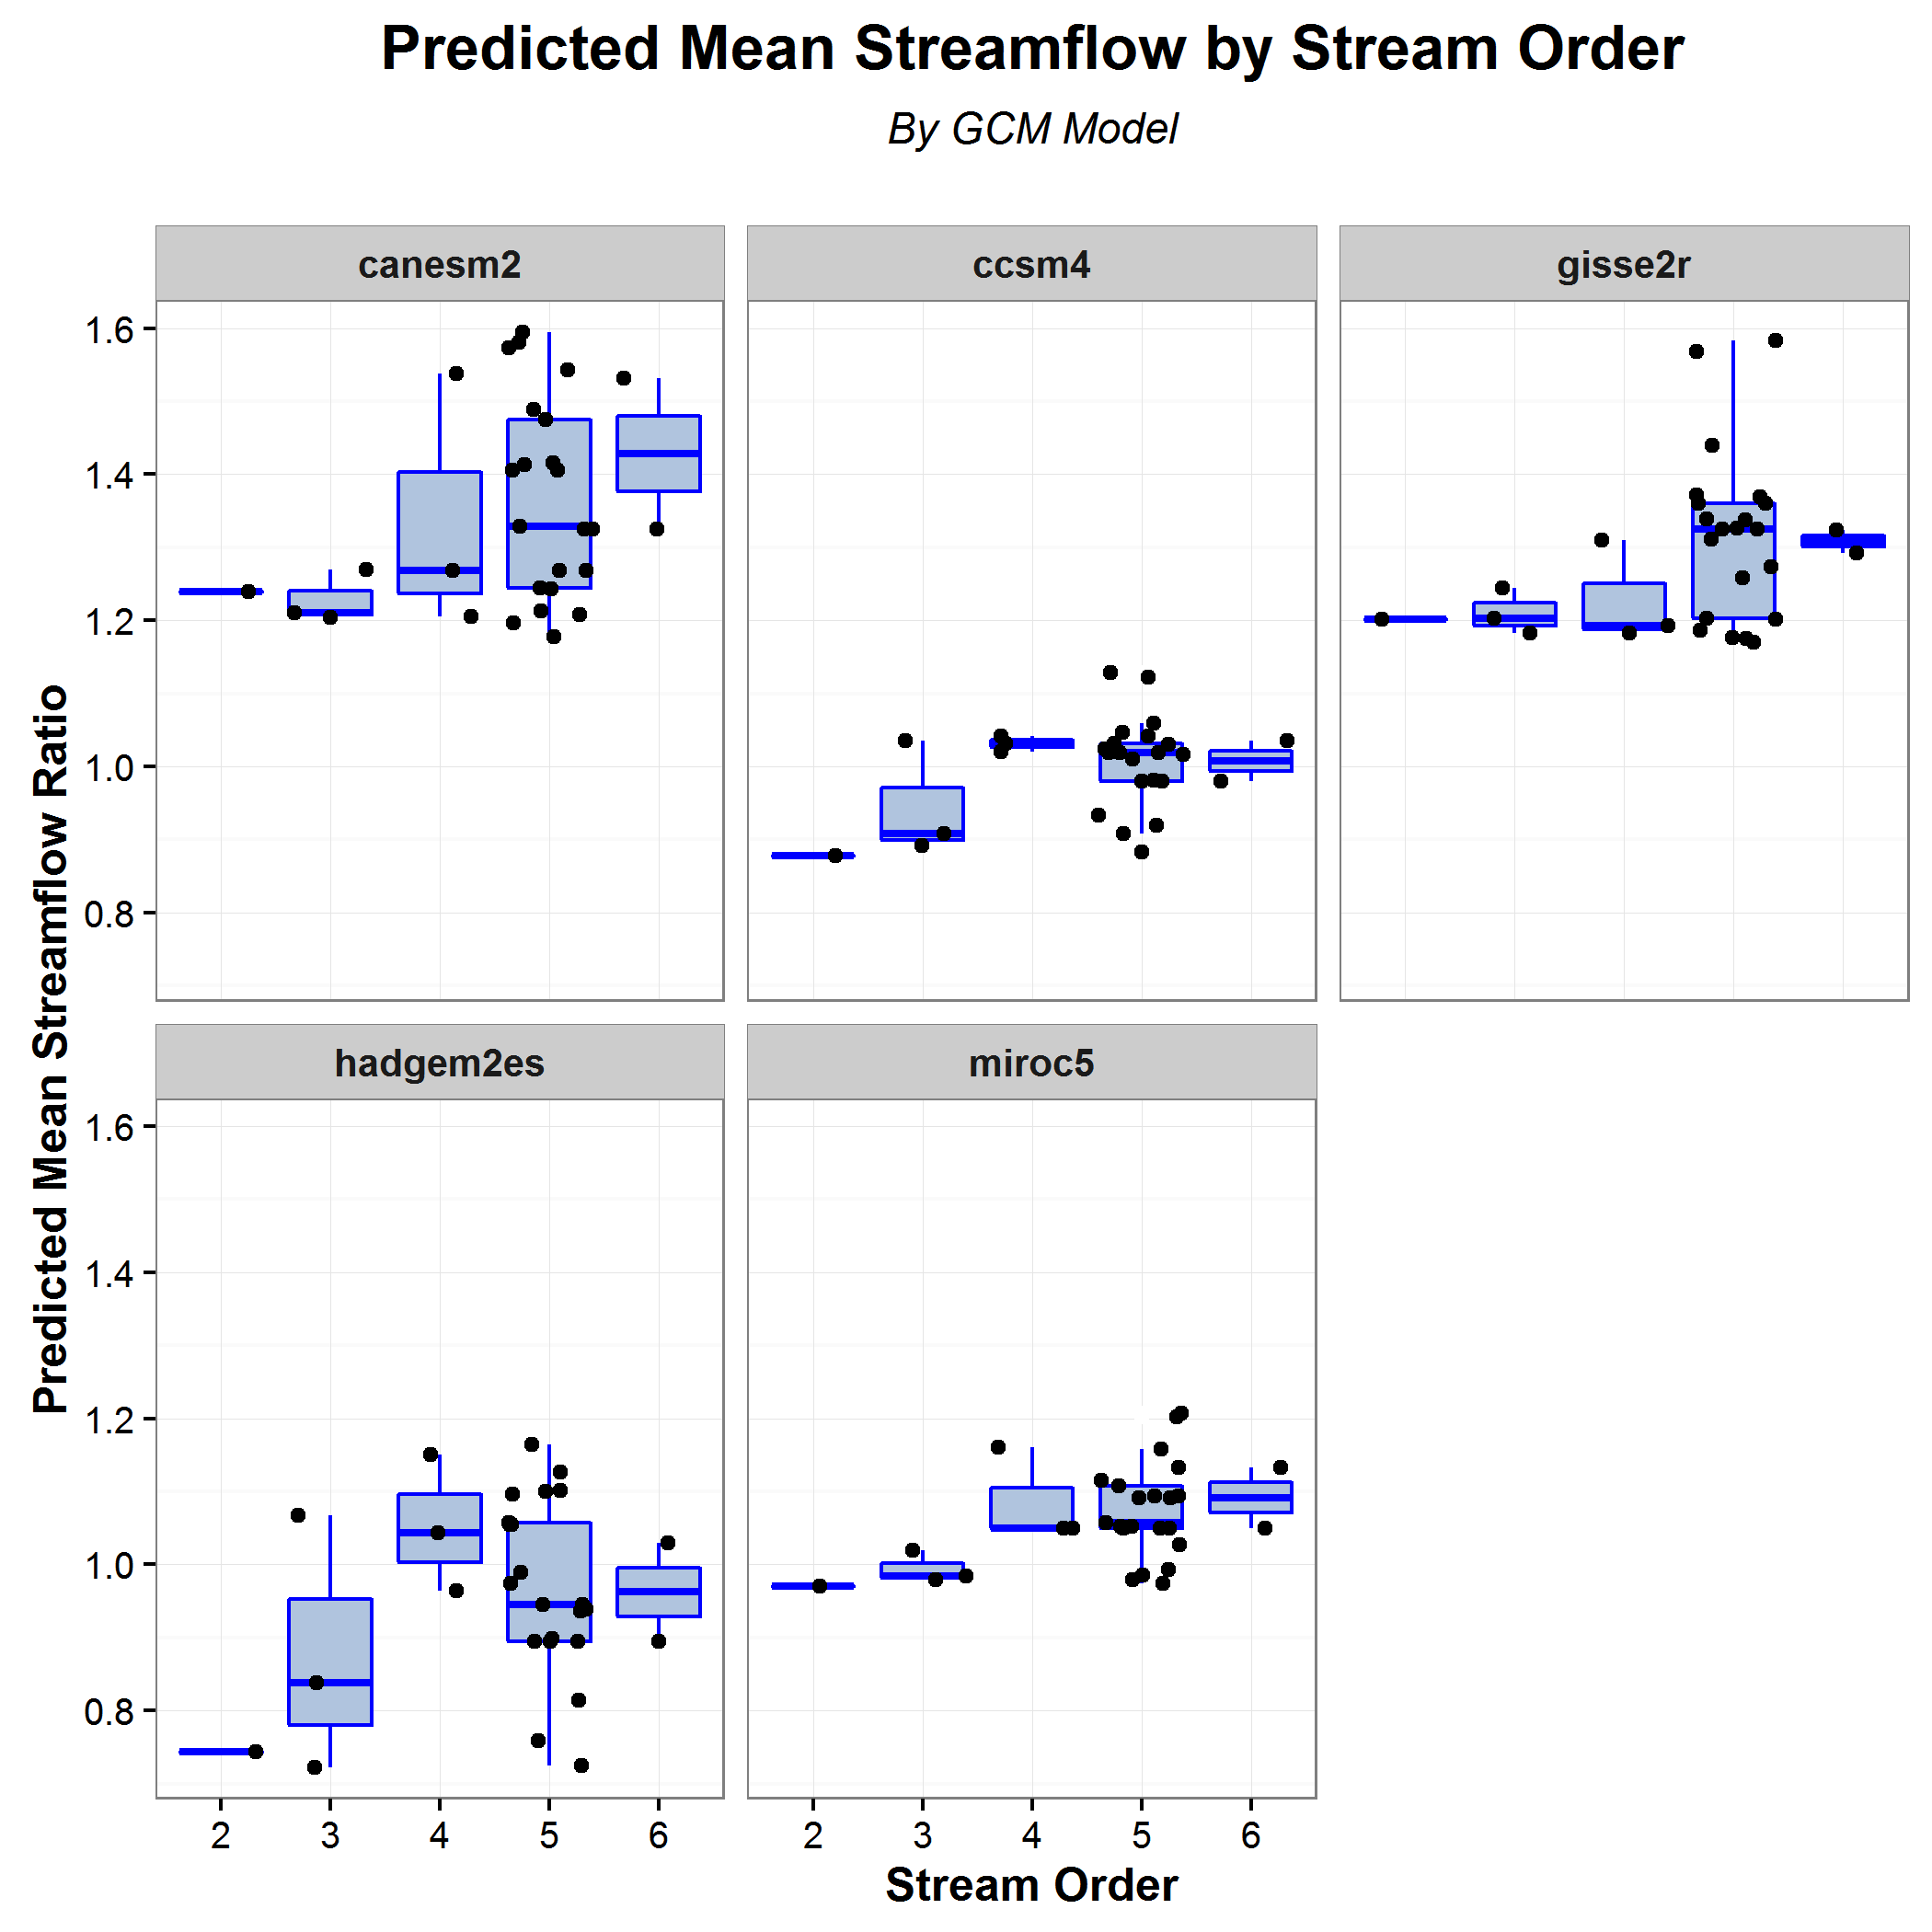 Predicted Mean Streamflow by Stream Order
By GCM Model
canesm2
ccsm4
gisse2r
1.6
1.4
1.2
1.0
0.8
Predicted Mean Streamflow Ratio
hadgem2es
miroc5
1.6
1.4
1.2
1.0
0.8
2 3 4 5 6
2 3 4 5 6
Stream Order